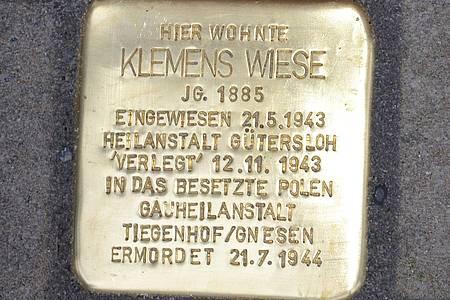 HIER WOHNTE
KLEMENS WIESE
JG. 1885
EINGEWIESEN 21.5.1943
HEILANSTALT GÜTERSLOH
'VERLEGT' 12.11. 1943
IN DAS BESETZTE POLEN
GAUHEILANSTALT
TIEGENHOF/GNESEN
ERMORDET 21.7.1944